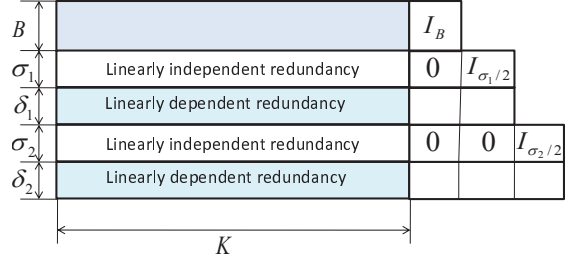 B I_B
σ_1 Linearly independent redundancy 0 I_{σ_1/2}
δ_1 Linearly dependent redundancy
σ_2 Linearly independent redundancy 0 0 I_{σ_2/2}
δ_2 Linearly dependent redundancy
K